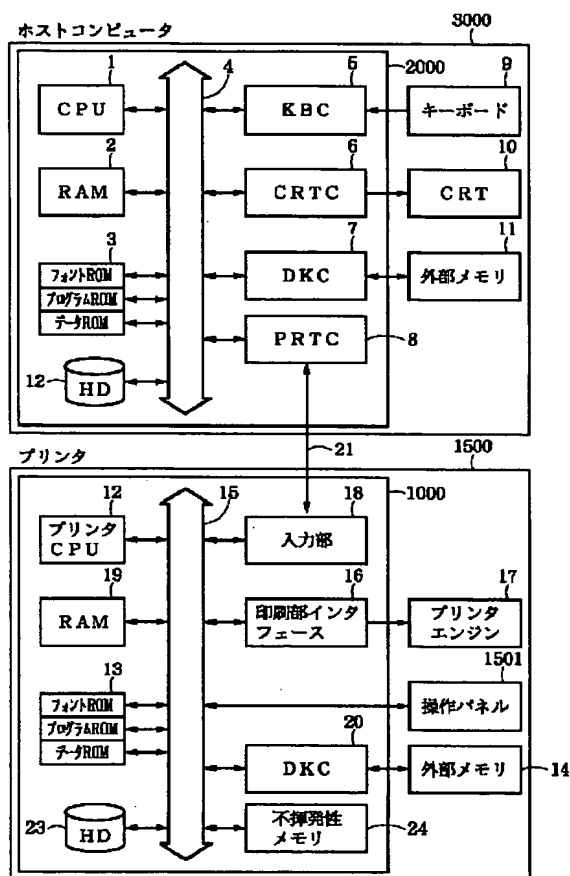 ホストコンピュータ
3000
2000
1
CPU
4
5
KBC
9
キーボード
2
RAM
6
CRTC
10
CRT
3
フォントROM
プログラムROM
データROM
7
DKC
11
外部メモリ
PRTC
8
12
HD
21
プリンタ
1500
1000
12
プリンタ
CPU
15
18
入力部
19
RAM
16
印刷部インタ
フェース
17
プリンタ
エンジン
1501
操作パネル
13
フォントROM
プログラムROM
データROM
20
DKC
外部メモリ
14
23
HD
不揮発性
メモリ
24